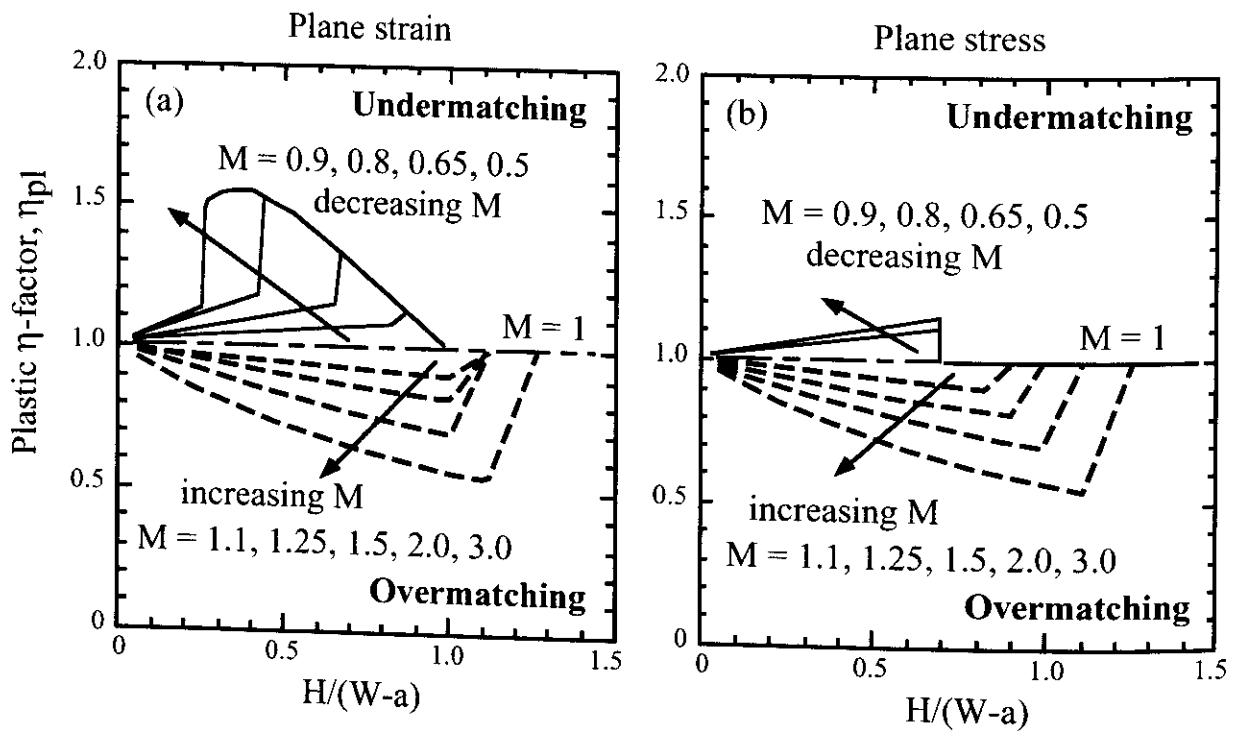 Plane strain
2.0
(a)
Undermatching
M = 0.9, 0.8, 0.65, 0.5
decreasing M
1.5
Plastic η-factor, ηpl
1.0
M = 1
0.5
increasing M
M = 1.1, 1.25, 1.5, 2.0, 3.0
Overmatching
0
0
0.5
1.0
1.5
H/(W-a)
Plane stress
2.0
(b)
Undermatching
1.5
M = 0.9, 0.8, 0.65, 0.5
decreasing M
1.0
M = 1
0.5
increasing M
M = 1.1, 1.25, 1.5, 2.0, 3.0
Overmatching
0
0
0.5
1.0
1.5
H/(W-a)